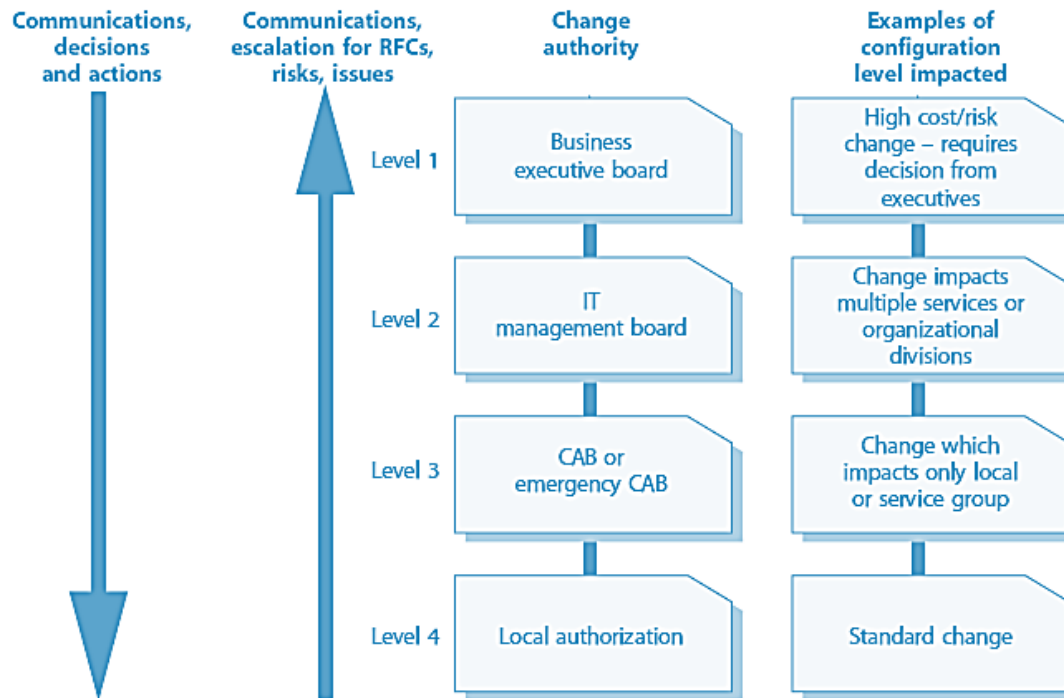 Communications,
decisions
and actions
Communications,
escalation for RFCs,
risks, issues
Change
authority
Examples of
configuration
level impacted
Level 1
Business
executive board
High cost/risk
change – requires
decision from
executives
Level 2
IT
management board
Change impacts
multiple services or
organizational
divisions
Level 3
CAB or
emergency CAB
Change which
impacts only local
or service group
Level 4
Local authorization
Standard change